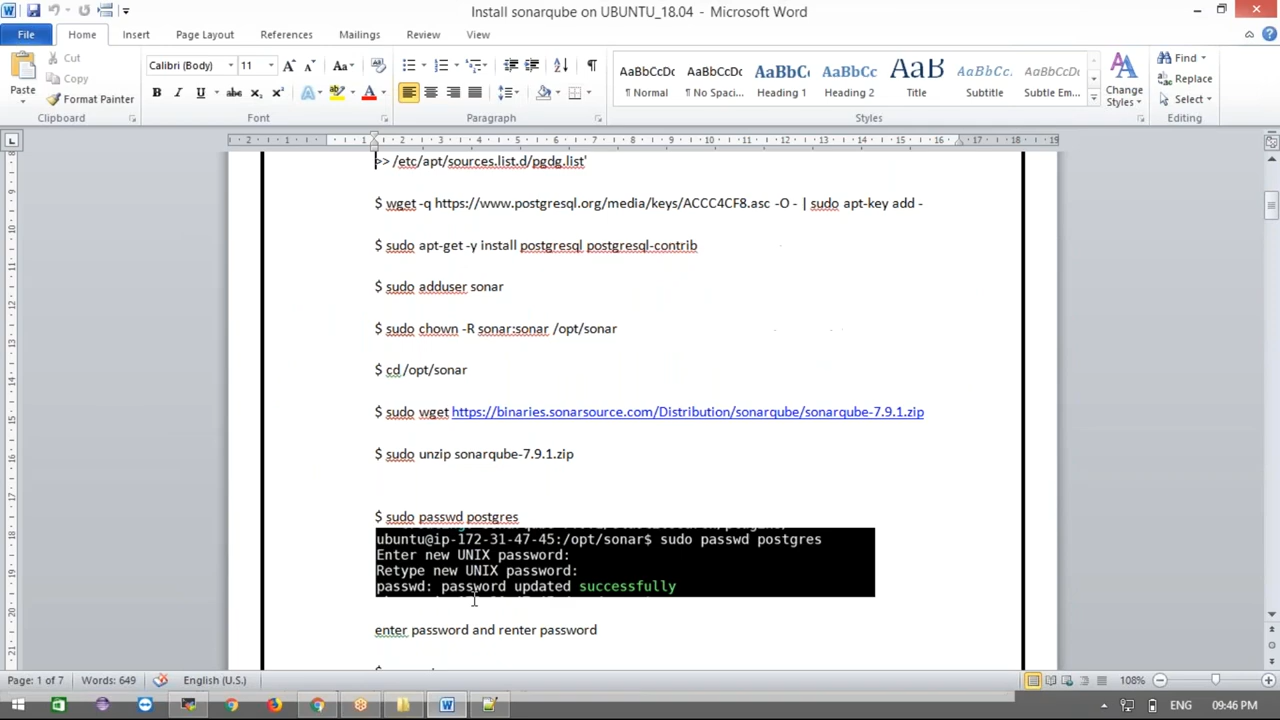 Install sonarqube on UBUNTU_18.04 - Microsoft Word
File Home Insert Page Layout References Mailings Review View
Paste
Cut
Copy
Format Painter
Clipboard
Calibri (Body) 11
Font
Paragraph
AaBbCcDc AaBbCcDc AaBbC AaBbCc AaB AaBbCc. AaBbCcDc
¶ Normal ¶ No Spaci... Heading 1 Heading 2 Title Subtitle Subtle Em...
Change Styles
Styles
Find
Replace
Select
Editing
>> /etc/apt/sources.list.d/pgdg.list'
$ wget -q https://www.postgresql.org/media/keys/ACCC4CF8.asc -O - | sudo apt-key add -
$ sudo apt-get -y install postgresql postgresql-contrib
$ sudo adduser sonar
$ sudo chown -R sonar:sonar /opt/sonar
$ cd /opt/sonar
$ sudo wget https://binaries.sonarsource.com/Distribution/sonarqube/sonarqube-7.9.1.zip
$ sudo unzip sonarqube-7.9.1.zip
$ sudo passwd postgres
ubuntu@ip-172-31-47-45:/opt/sonar$ sudo passwd postgres
Enter new UNIX password:
Retype new UNIX password:
passwd: password updated successfully
enter password and renter password
Page: 1 of 7 Words: 649 English (U.S.) 108%
ENG 09:46 PM